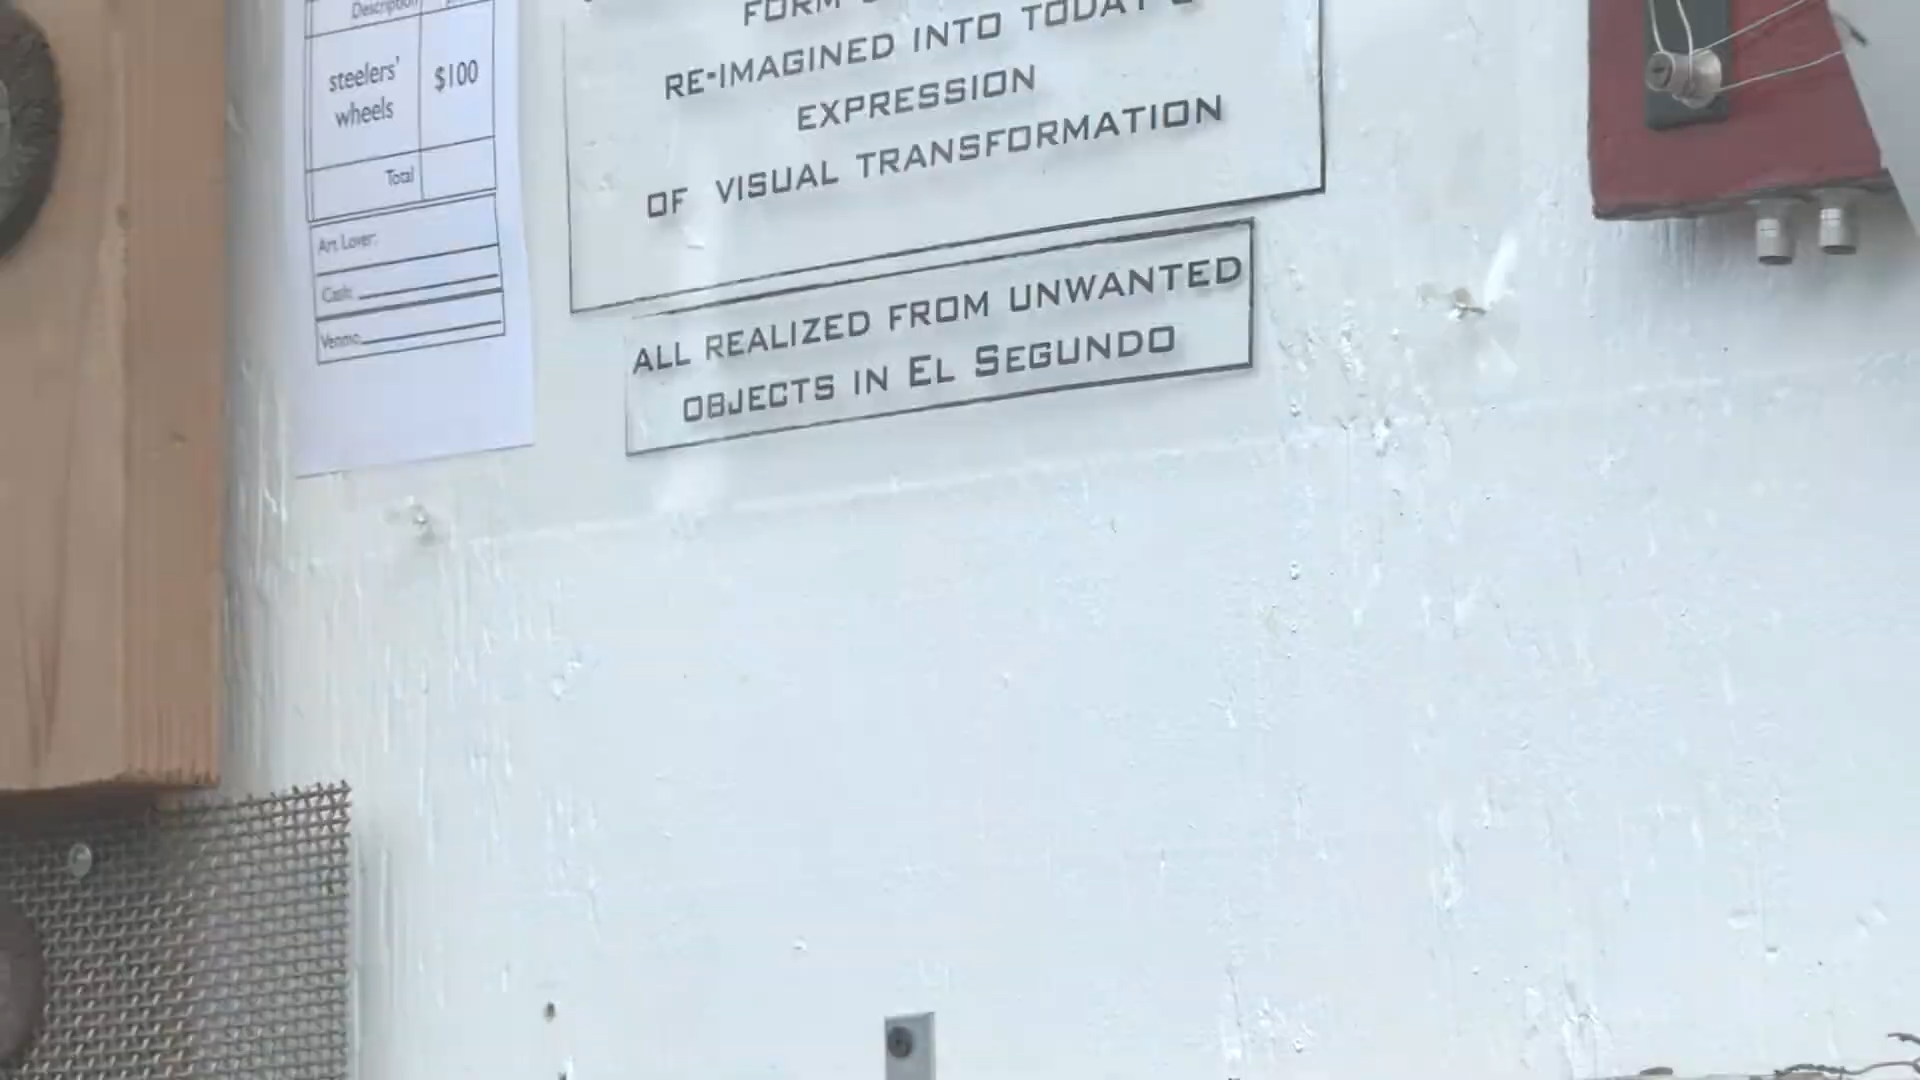 Description
steelers'
wheels
$100
Total
Art Lover:
Cash:
Venmo
FORM
RE-IMAGINED INTO TODAY'S
EXPRESSION
OF VISUAL TRANSFORMATION
ALL REALIZED FROM UNWANTED
OBJECTS IN EL SEGUNDO